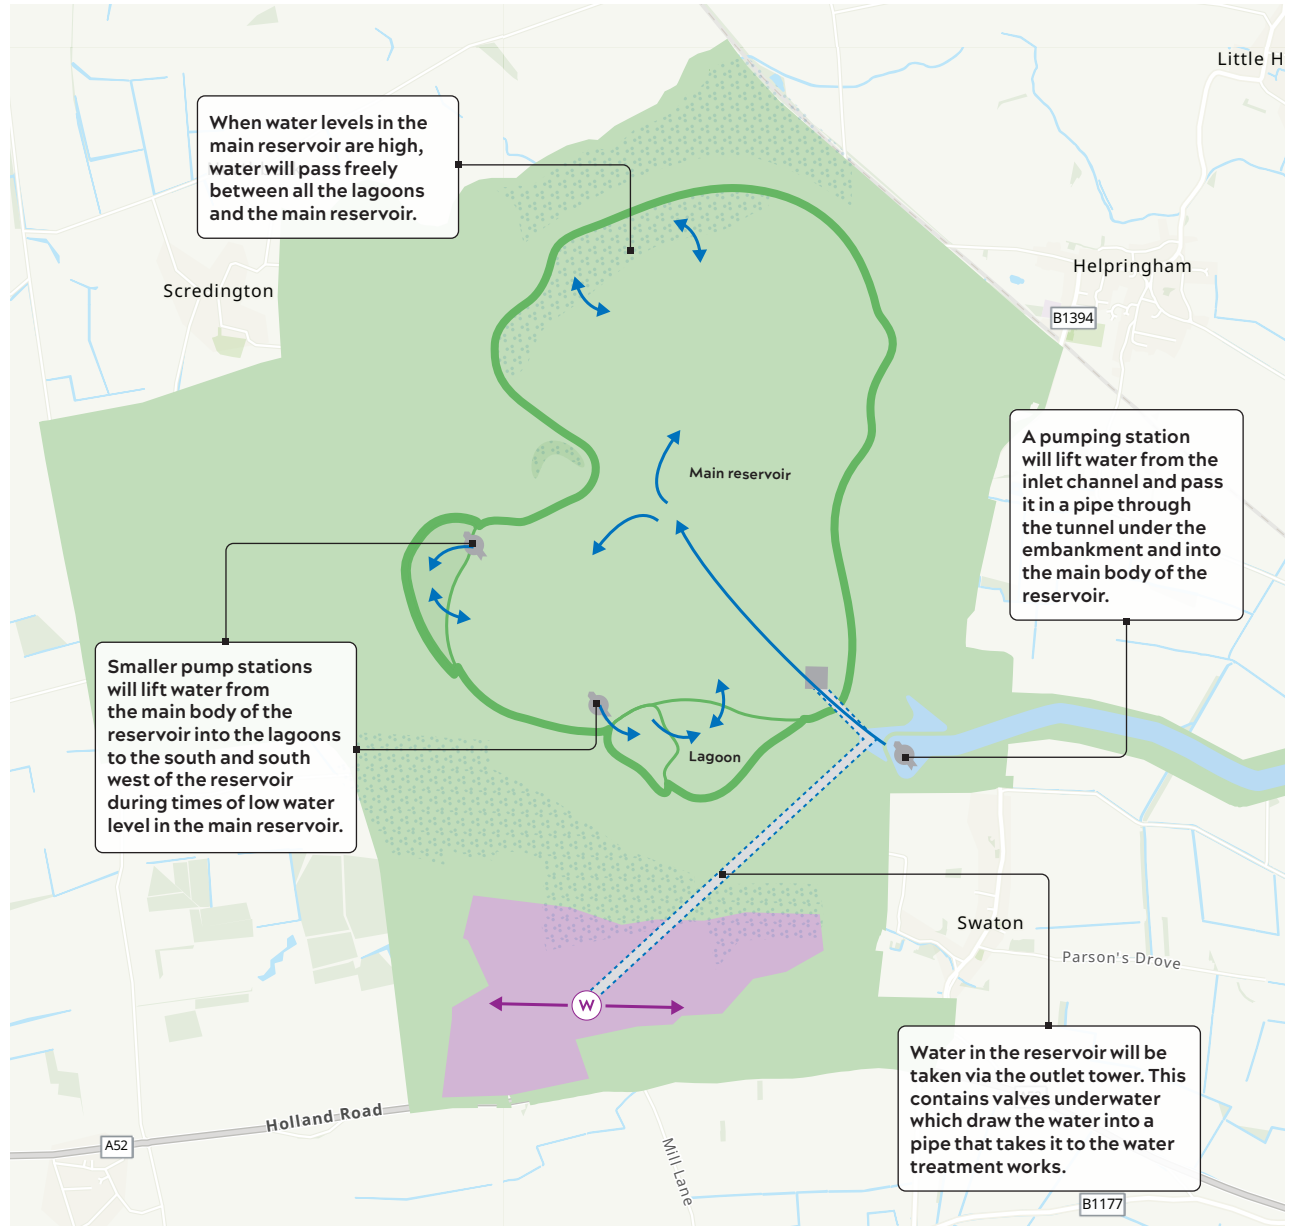 Little H
When water levels in the
main reservoir are high,
water will pass freely
between all the lagoons
and the main reservoir.
Scredington
Helpringham
B1394
A pumping station
will lift water from the
inlet channel and pass
it in a pipe through
the tunnel under the
embankment and into
the main body of the
reservoir.
Main reservoir
Smaller pump stations
will lift water from
the main body of the
reservoir into the lagoons
to the south and south
west of the reservoir
during times of low water
level in the main reservoir.
Lagoon
Swaton
Parson's Drove
W
Water in the reservoir will be
taken via the outlet tower. This
contains valves underwater
which draw the water into a
pipe that takes it to the water
treatment works.
Holland Road
A52
Mill Lane
B1177